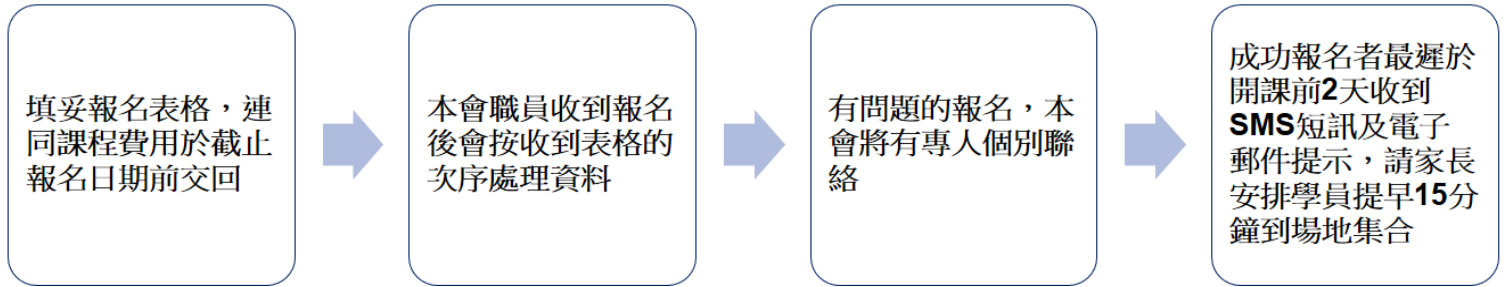 填妥報名表格，連
同課程費用於截止
報名日期前交回
本會職員收到報名
後會按收到表格的
次序處理資料
有問題的報名，本
會將有專人個別聯
絡
成功報名者最遲於
開課前2天收到
SMS短訊及電子
郵件提示，請家長
安排學員提早15分
鐘到場地集合